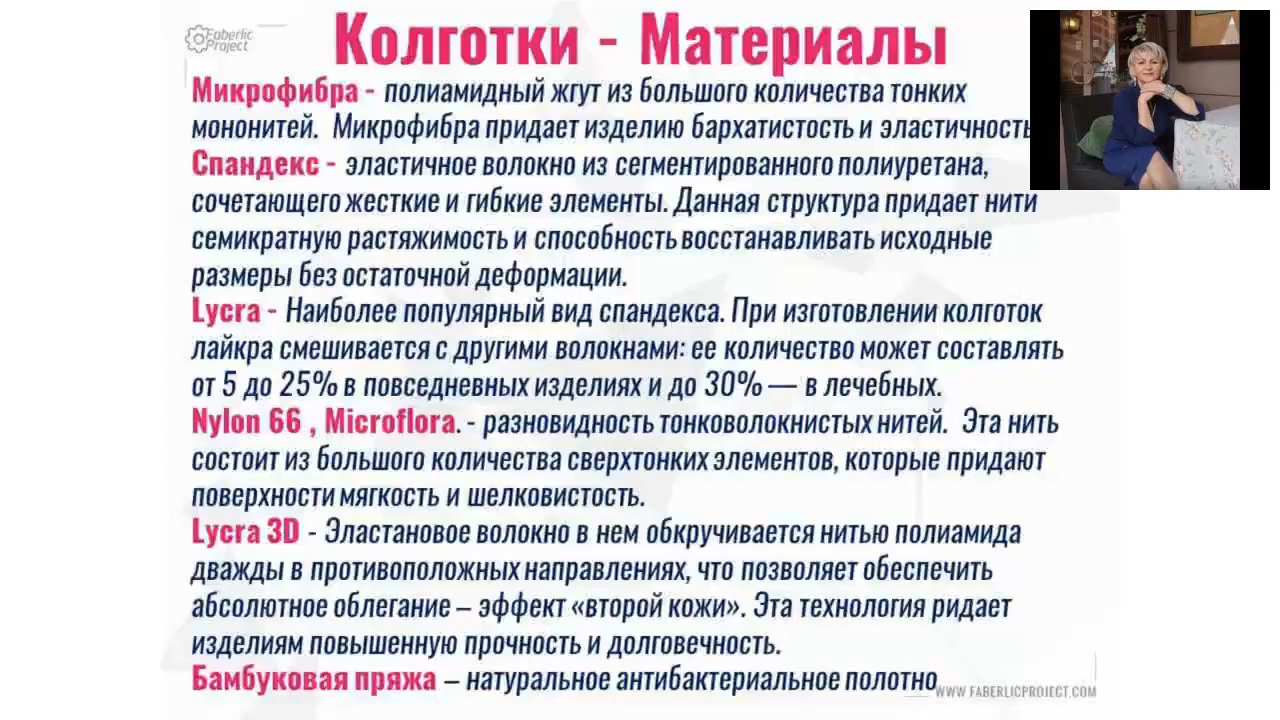 Faberlic
Project
Колготки - Материалы
Микрофибра - полиамидный жгут из большого количества тонких
мононитей. Микрофибра придает изделию бархатистость и эластичность
Спандекс - эластичное волокно из сегментированного полиуретана,
сочетающего жесткие и гибкие элементы. Данная структура придает нити
семикратную растяжимость и способность восстанавливать исходные
размеры без остаточной деформации.
Lycra - Наиболее популярный вид спандекса. При изготовлении колготок
лайкра смешивается с другими волокнами: ее количество может составлять
от 5 до 25% в повседневных изделиях и до 30% — в лечебных.
Nylon 66 , Microflora. - разновидность тонковолокнистых нитей. Эта нить
состоит из большого количества сверхтонких элементов, которые придают
поверхности мягкость и шелковистость.
Lycra 3D - Эластановое волокно в нем обкручивается нитью полиамида
дважды в противоположных направлениях, что позволяет обеспечить
абсолютное облегание – эффект «второй кожи». Эта технология ридает
изделиям повышенную прочность и долговечность.
Бамбуковая пряжа – натуральное антибактериальное полотно
WWW.FABERLICPROJECT.COM